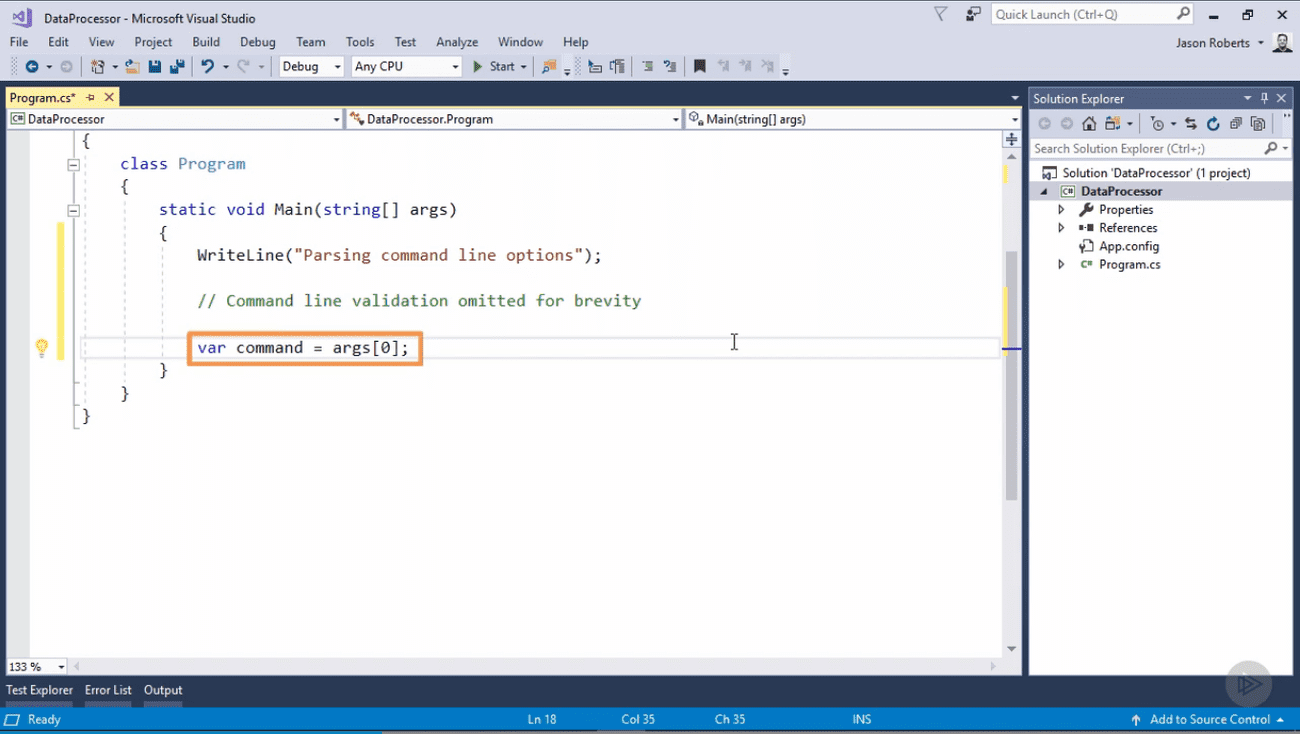 DataProcessor - Microsoft Visual Studio
Quick Launch (Ctrl+Q)
File Edit View Project Build Debug Team Tools Test Analyze Window Help
Jason Roberts
Debug Any CPU Start
Program.cs*
Solution Explorer
C# DataProcessor DataProcessor.Program Main(string[] args)
{
Search Solution Explorer (Ctrl+;)
class Program
Solution 'DataProcessor' (1 project)
{
C# DataProcessor
static void Main(string[] args)
Properties
{
References
WriteLine("Parsing command line options");
App.config
C# Program.cs
// Command line validation omitted for brevity
var command = args[0];
}
}
}
133 %
Test Explorer Error List Output
Ready Ln 18 Col 35 Ch 35 INS Add to Source Control